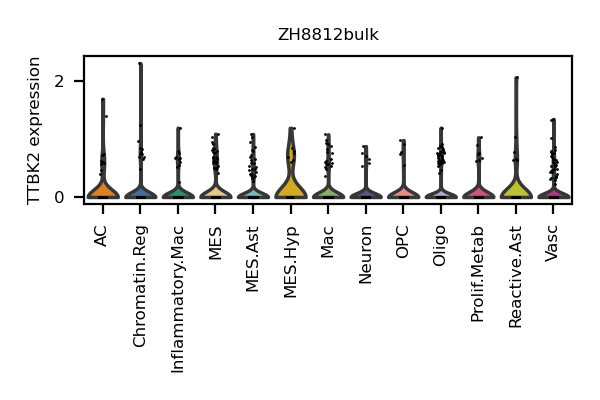 ZH8812bulk
TTBK2 expression
2
0
AC
Chromatin.Reg
Inflammatory.Mac
MES
MES.Ast
MES.Hyp
Mac
Neuron
OPC
Oligo
Prolif.Metab
Reactive.Ast
Vasc